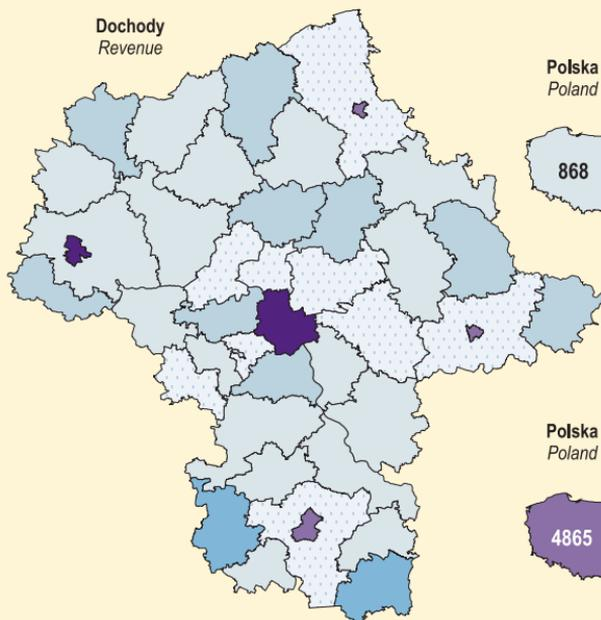 Dochody
Revenue
Polska
Poland
868
Polska
Poland
4865